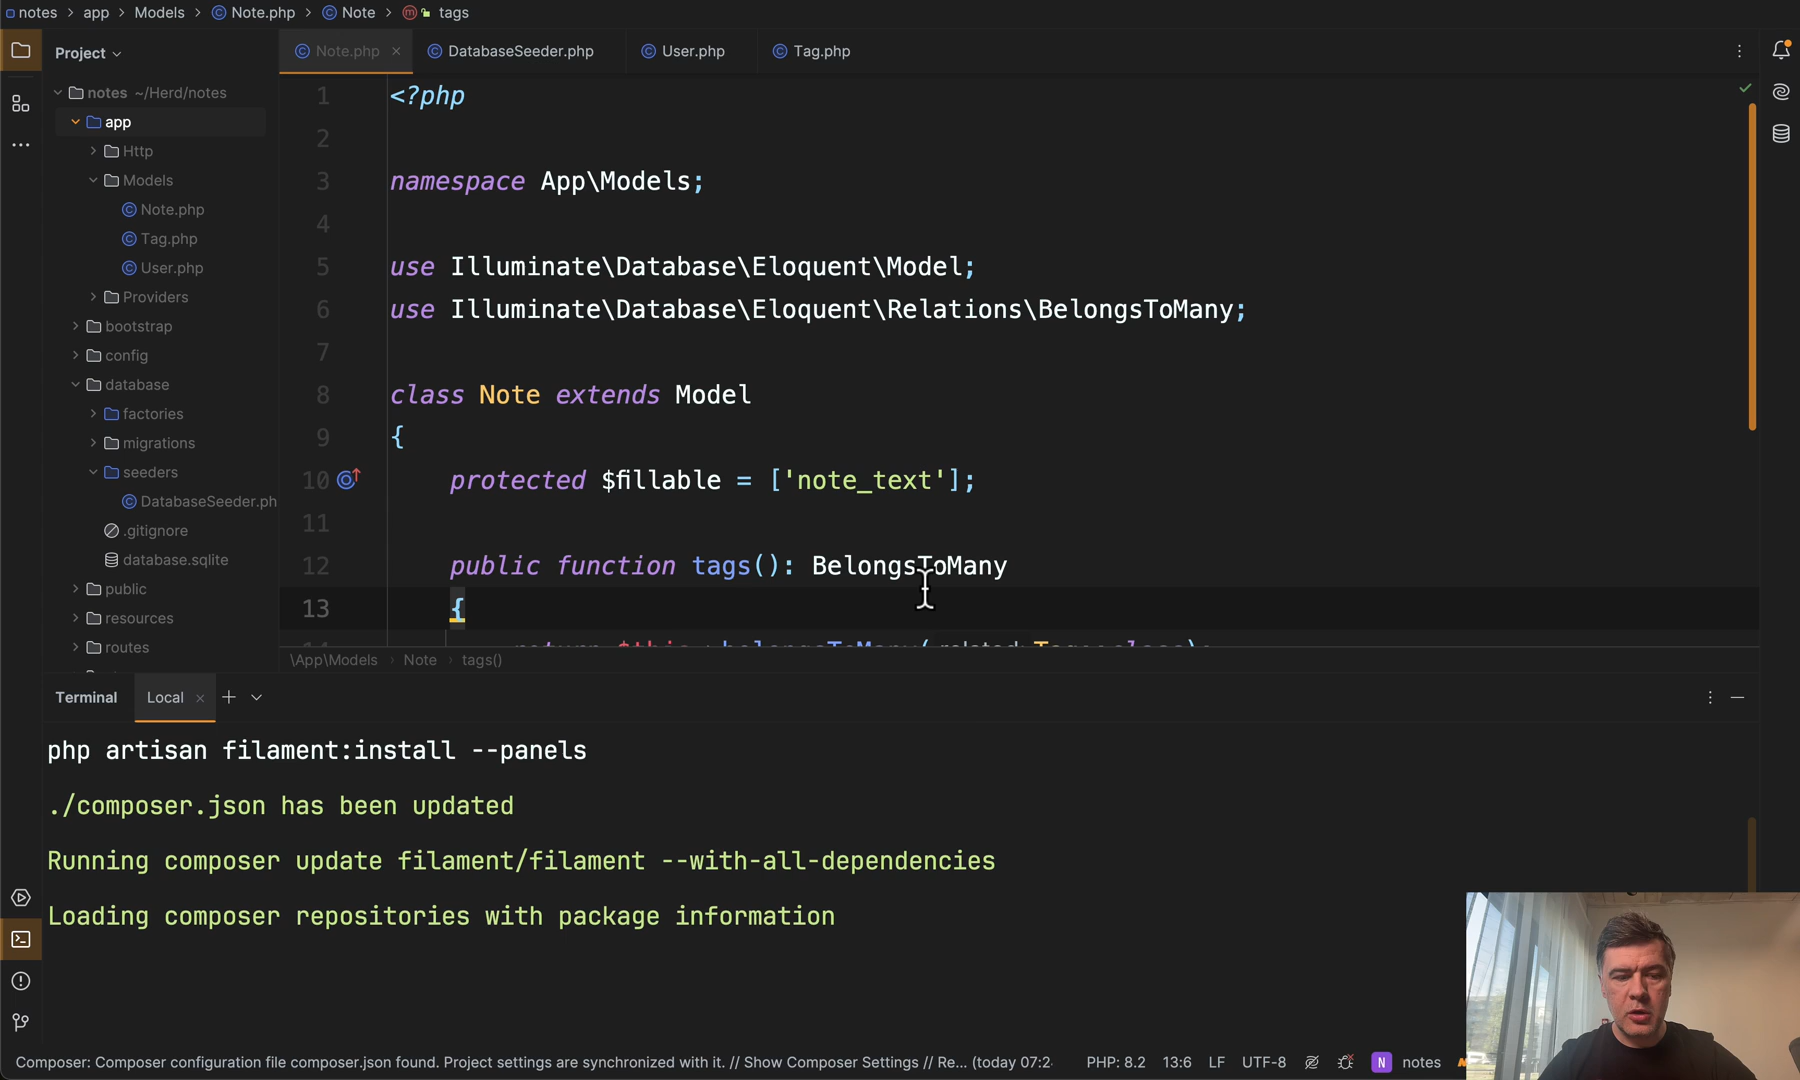 notes > app > Models > Note.php > Note > tags
Project
Note.php
DatabaseSeeder.php
User.php
Tag.php
notes ~/Herd/notes
app
Http
Models
Note.php
Tag.php
User.php
Providers
bootstrap
config
database
factories
migrations
seeders
DatabaseSeeder.ph
.gitignore
database.sqlite
public
resources
routes
1 <?php
2
3 namespace App\Models;
4
5 use Illuminate\Database\Eloquent\Model;
6 use Illuminate\Database\Eloquent\Relations\BelongsToMany;
7
8 class Note extends Model
9 {
10 protected $fillable = ['note_text'];
11
12 public function tags(): BelongsToMany
13 {
14 return $this->belongsToMany( related: Tag::class);
\App\Models > Note > tags()
Terminal
Local
php artisan filament:install --panels
./composer.json has been updated
Running composer update filament/filament --with-all-dependencies
Loading composer repositories with package information
Composer: Composer configuration file composer.json found. Project settings are synchronized with it. // Show Composer Settings // Re... (today 07:2
PHP: 8.2
13:6
LF
UTF-8
N
notes